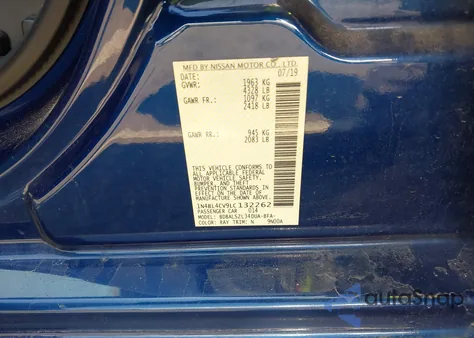 MFD BY NISSAN MOTOR CO., LTD.
DATE: 07/19
GVWR: 1963 KG
4328 LB
GAWR FR.: 1097 KG
2418 LB
GAWR RR.: 945 KG
2083 LB
THIS VEHICLE CONFORMS TO
ALL APPLICABLE FEDERAL
MOTOR VEHICLE SAFETY,
BUMPER, AND THEFT
PREVENTION STANDARDS
IN EFFECT ON THE DATE OF
MANUFACTURE SHOWN ABOVE.
1N4BL4CV9LC132262
PASSENGER CAR 014
MODEL:
COLOR: RAY TRIM: N 9N00A
autoSnap